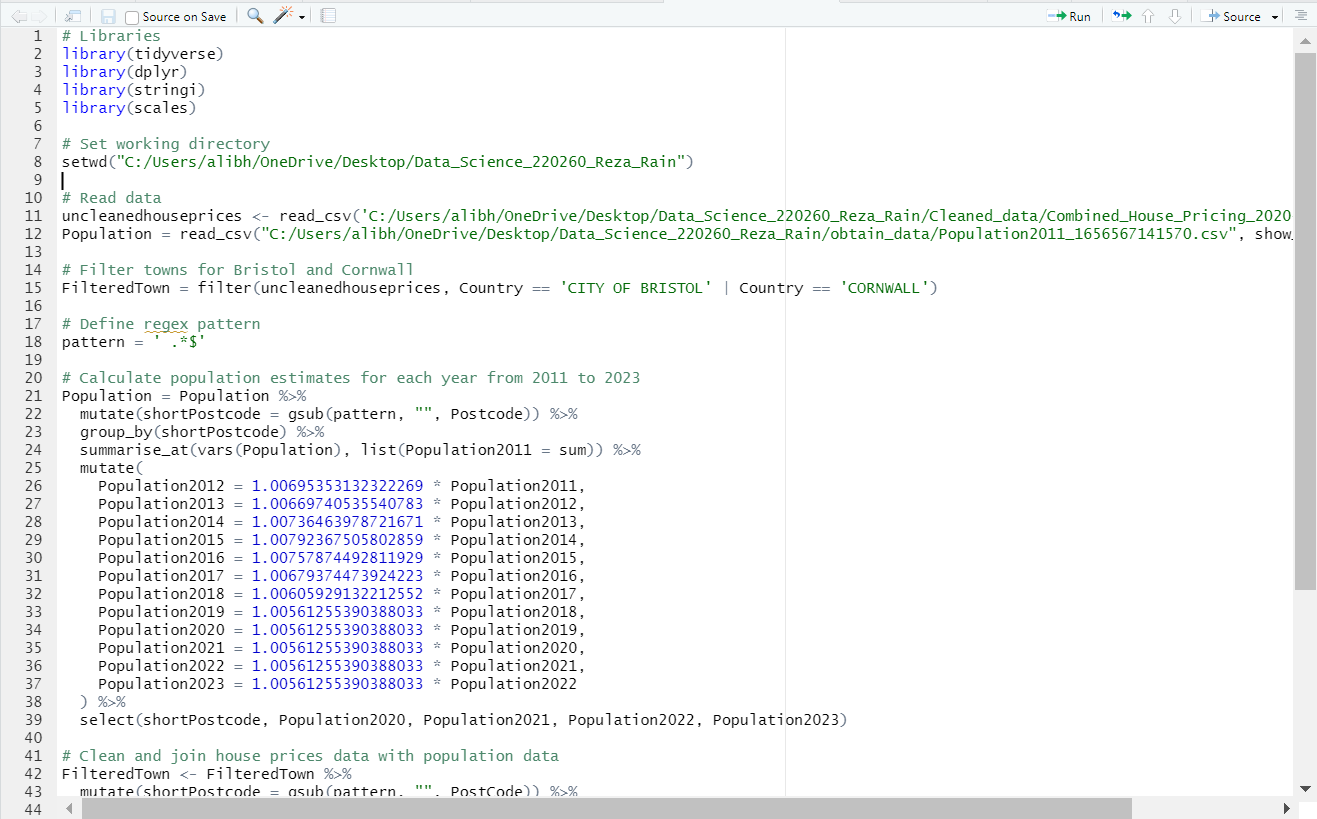 Source on Save Run Source
1 # Libraries
2 library(tidyverse)
3 library(dplyr)
4 library(stringi)
5 library(scales)
6
7 # Set working directory
8 setwd("C:/Users/alibh/OneDrive/Desktop/Data_Science_220260_Reza_Rain")
9
10 # Read data
11 uncleanedhouseprices <- read_csv('C:/Users/alibh/OneDrive/Desktop/Data_Science_220260_Reza_Rain/Cleaned_data/Combined_House_Pricing_2020
12 Population = read_csv("C:/Users/alibh/OneDrive/Desktop/Data_Science_220260_Reza_Rain/obtain_data/Population2011_1656567141570.csv", show_
13
14 # Filter towns for Bristol and Cornwall
15 FilteredTown = filter(uncleanedhouseprices, Country == 'CITY OF BRISTOL' | Country == 'CORNWALL')
16
17 # Define regex pattern
18 pattern = ' .*$'
19
20 # Calculate population estimates for each year from 2011 to 2023
21 Population = Population %>%
22 mutate(shortPostcode = gsub(pattern, "", Postcode)) %>%
23 group_by(shortPostcode) %>%
24 summarise_at(vars(Population), list(Population2011 = sum)) %>%
25 mutate(
26 Population2012 = 1.00695353132322269 * Population2011,
27 Population2013 = 1.00669740535540783 * Population2012,
28 Population2014 = 1.00736463978721671 * Population2013,
29 Population2015 = 1.00792367505802859 * Population2014,
30 Population2016 = 1.00757874492811929 * Population2015,
31 Population2017 = 1.00679374473924223 * Population2016,
32 Population2018 = 1.00605929132212552 * Population2017,
33 Population2019 = 1.00561255390388033 * Population2018,
34 Population2020 = 1.00561255390388033 * Population2019,
35 Population2021 = 1.00561255390388033 * Population2020,
36 Population2022 = 1.00561255390388033 * Population2021,
37 Population2023 = 1.00561255390388033 * Population2022
38 ) %>%
39 select(shortPostcode, Population2020, Population2021, Population2022, Population2023)
40
41 # Clean and join house prices data with population data
42 FilteredTown <- FilteredTown %>%
43 mutate(shortPostcode = gsub(pattern, "", PostCode)) %>%
44